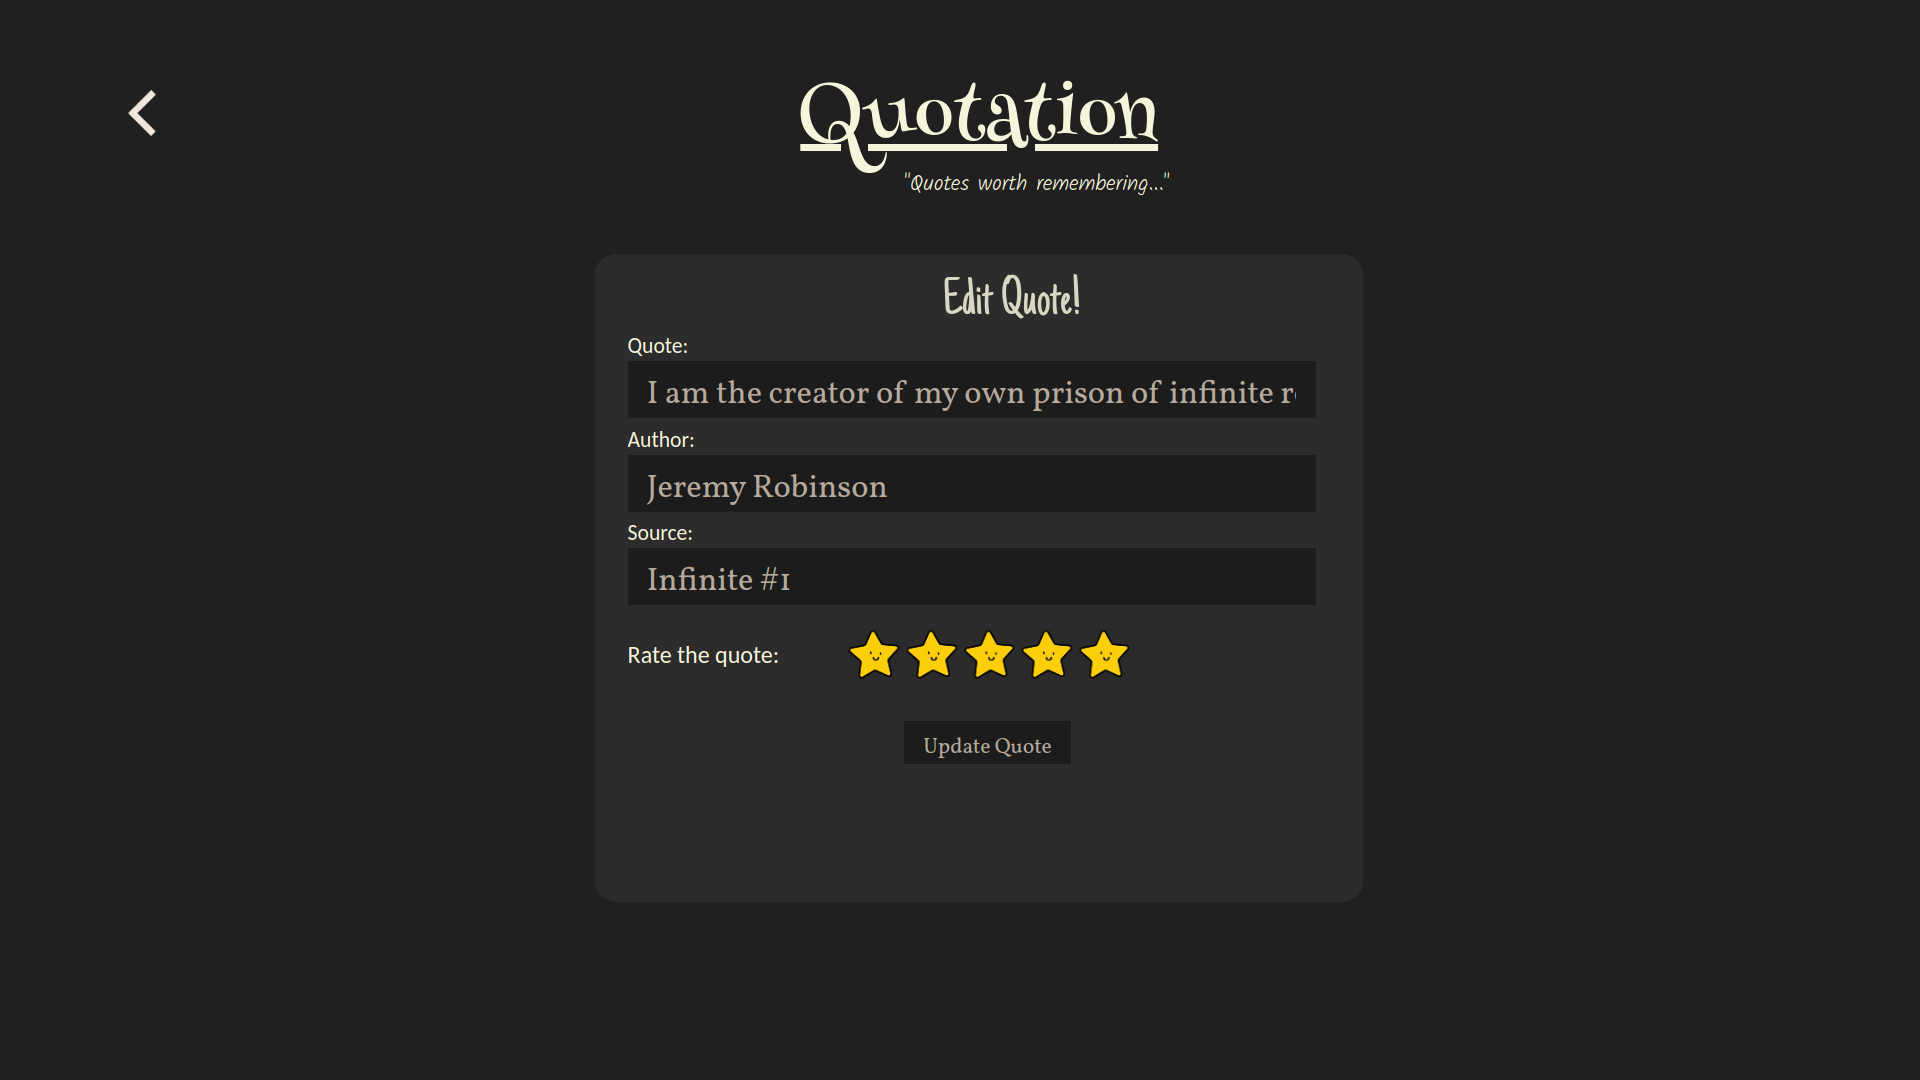 Quotation
"Quotes worth remembering..."
Edit Quote!
Quote:
I am the creator of my own prison of infinite
Author:
Jeremy Robinson
Source:
Infinite #1
Rate the quote:
Update Quote